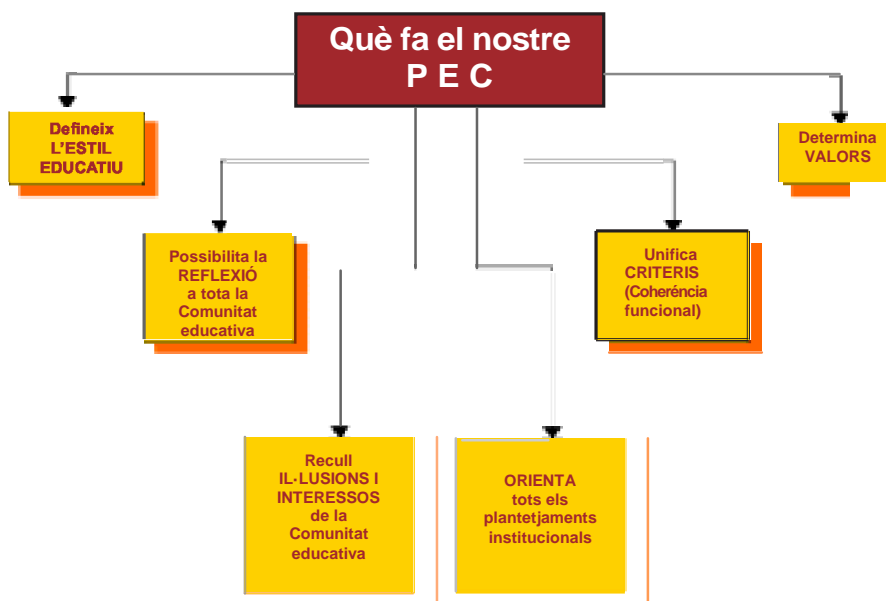 Què fa el nostre
P E C
Defineix
L'ESTIL
EDUCATIU
Determina
VALORS
Possibilita la
REFLEXIÓ
a tota la
Comunitat
educativa
Unifica
CRITERIS
(Coheréncia
funcional)
Recull
IL·LUSIONS I
INTERESSOS
de la
Comunitat
educativa
ORIENTA
tots els
plantetjaments
institucionals